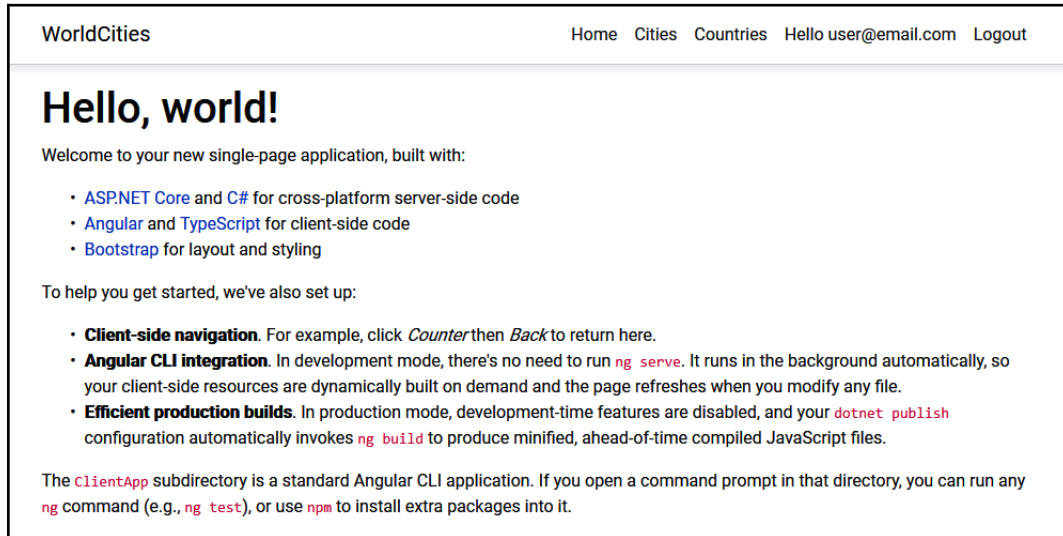 WorldCities Home Cities Countries Hello user@email.com Logout
Hello, world!
Welcome to your new single-page application, built with:
• ASP.NET Core and C# for cross-platform server-side code
• Angular and TypeScript for client-side code
• Bootstrap for layout and styling
To help you get started, we've also set up:
• Client-side navigation. For example, click Counter then Back to return here.
• Angular CLI integration. In development mode, there's no need to run ng serve. It runs in the background automatically, so
your client-side resources are dynamically built on demand and the page refreshes when you modify any file.
• Efficient production builds. In production mode, development-time features are disabled, and your dotnet publish
configuration automatically invokes ng build to produce minified, ahead-of-time compiled JavaScript files.
The ClientApp subdirectory is a standard Angular CLI application. If you open a command prompt in that directory, you can run any
ng command (e.g., ng test), or use npm to install extra packages into it.